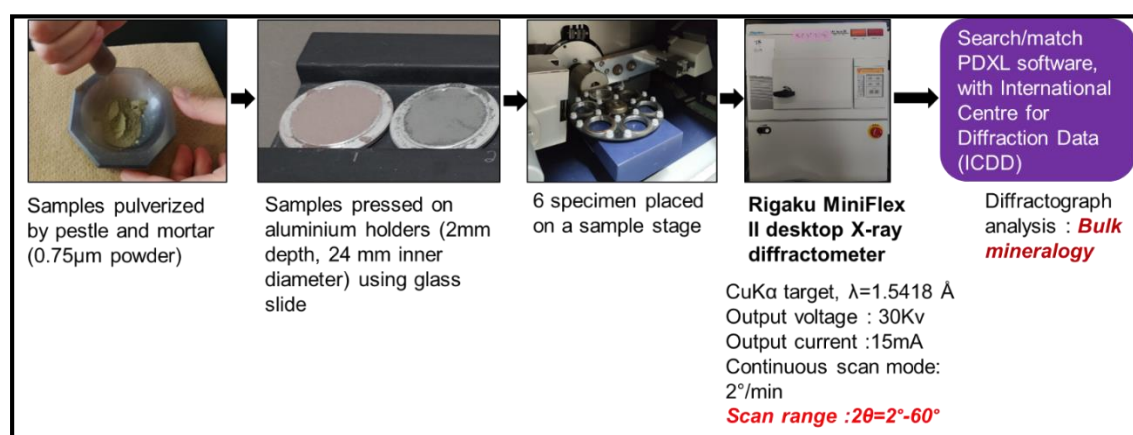 Samples pulverized
by pestle and mortar
(0.75µm powder)
Samples pressed on
aluminium holders (2mm
depth, 24 mm inner
diameter) using glass
slide
6 specimen placed
on a sample stage
Rigaku MiniFlex
II desktop X-ray
diffractometer
CuKα target, λ=1.5418 Å
Output voltage : 30Kv
Output current :15mA
Continuous scan mode:
2°/min
Scan range :2θ=2°-60°
Search/match
PDXL software,
with International
Centre for
Diffraction Data
(ICDD)
Diffractograph
analysis : Bulk
mineralogy